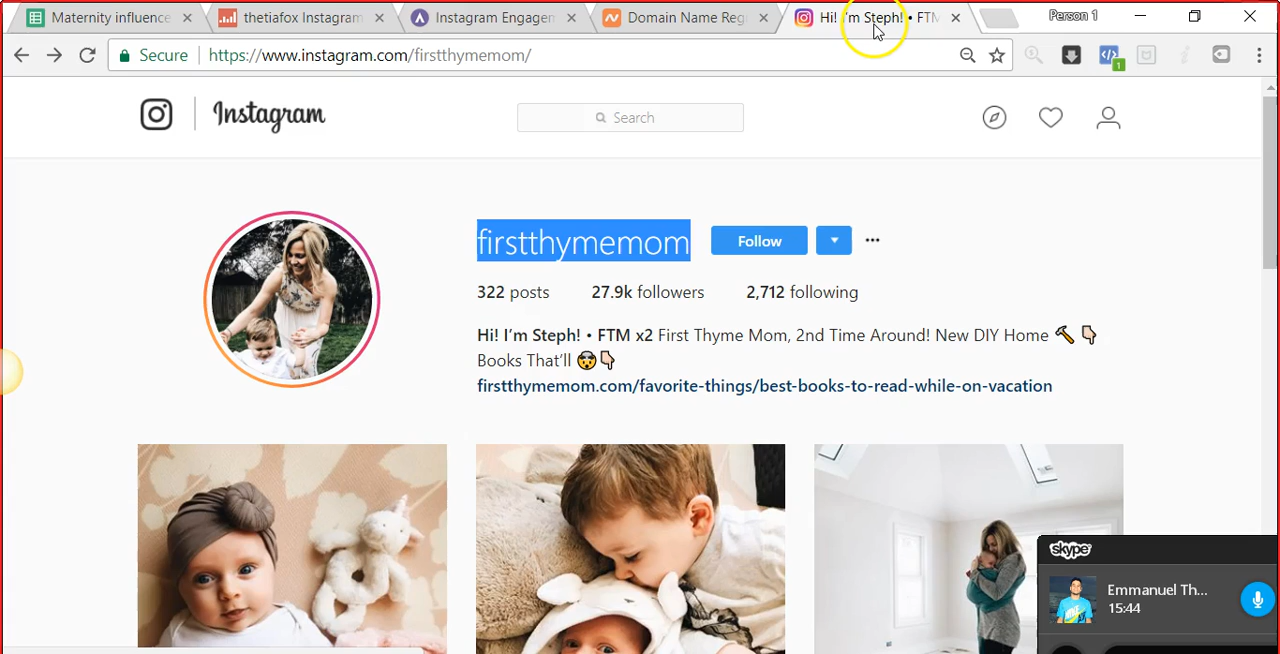 Maternity influence
thetiafox Instagram
Instagram Engagem
Domain Name Regi
Hi! I'm Steph! • FTM
Person 1
Secure
https://www.instagram.com/firstthymemom/
1
Instagram
Search
firstthymemom
Follow
322 posts
27.9k followers
2,712 following
Hi! I'm Steph! • FTM x2 First Thyme Mom, 2nd Time Around! New DIY Home 🔨👇🏻
Books That'll 🤯👇🏻
firstthymemom.com/favorite-things/best-books-to-read-while-on-vacation
skype
Emmanuel Th...
15:44